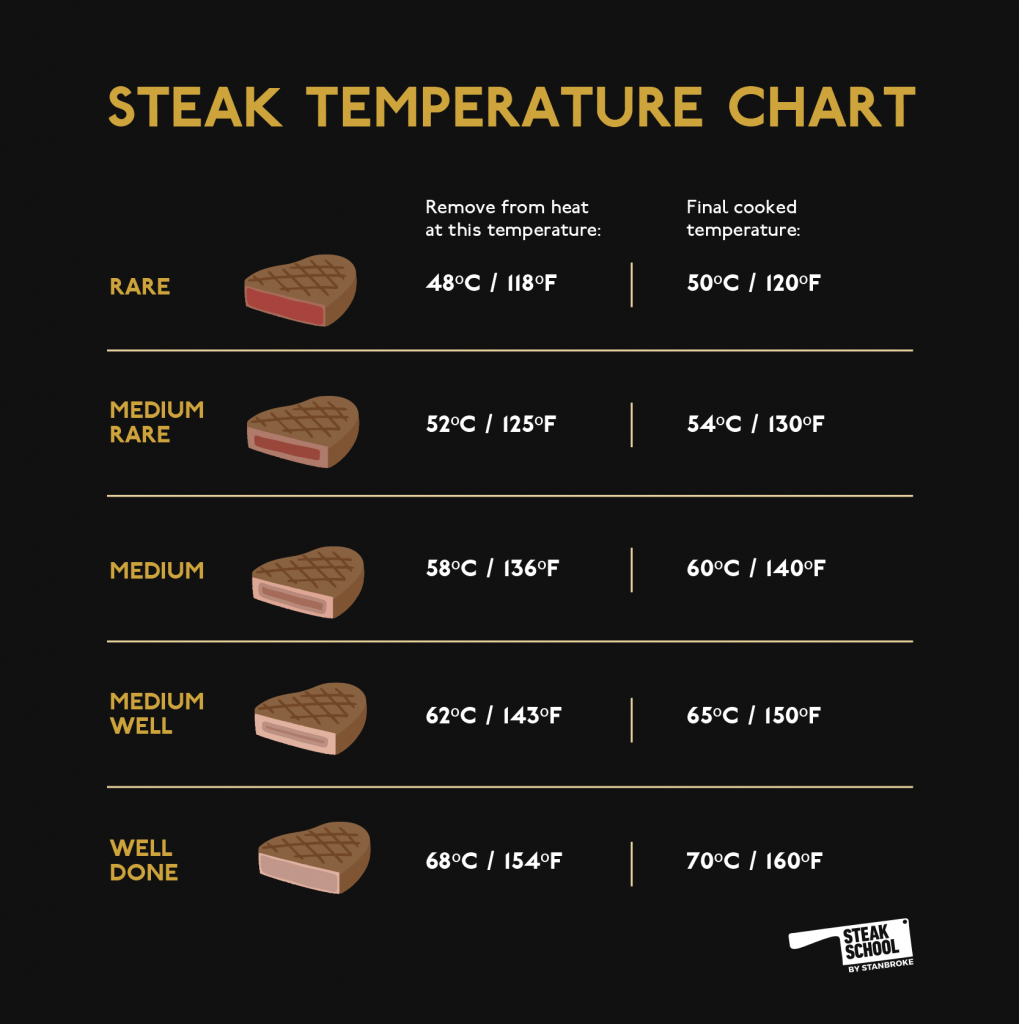 STEAK TEMPERATURE CHART
Remove from heat
at this temperature:
Final cooked
temperature:
RARE
48ºC / 118ºF
50ºC / 120ºF
MEDIUM
RARE
52ºC / 125ºF
54ºC / 130ºF
MEDIUM
58ºC / 136ºF
60ºC / 140ºF
MEDIUM
WELL
62ºC / 143ºF
65ºC / 150ºF
WELL
DONE
68ºC / 154ºF
70ºC / 160ºF
STEAK
SCHOOL
BY STANBROKE